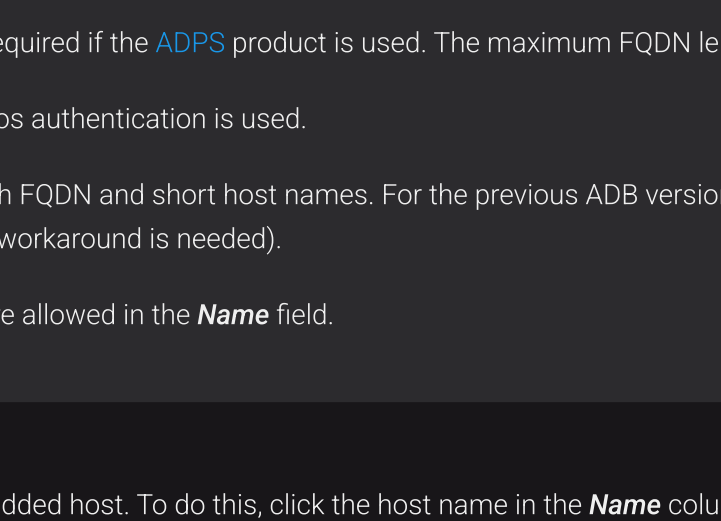 equired if the ADPS product is used. The maximum FQDN le
os authentication is used.
h FQDN and short host names. For the previous ADB versio
workaround is needed).
e allowed in the Name field.
dded host. To do this, click the host name in the Name colu